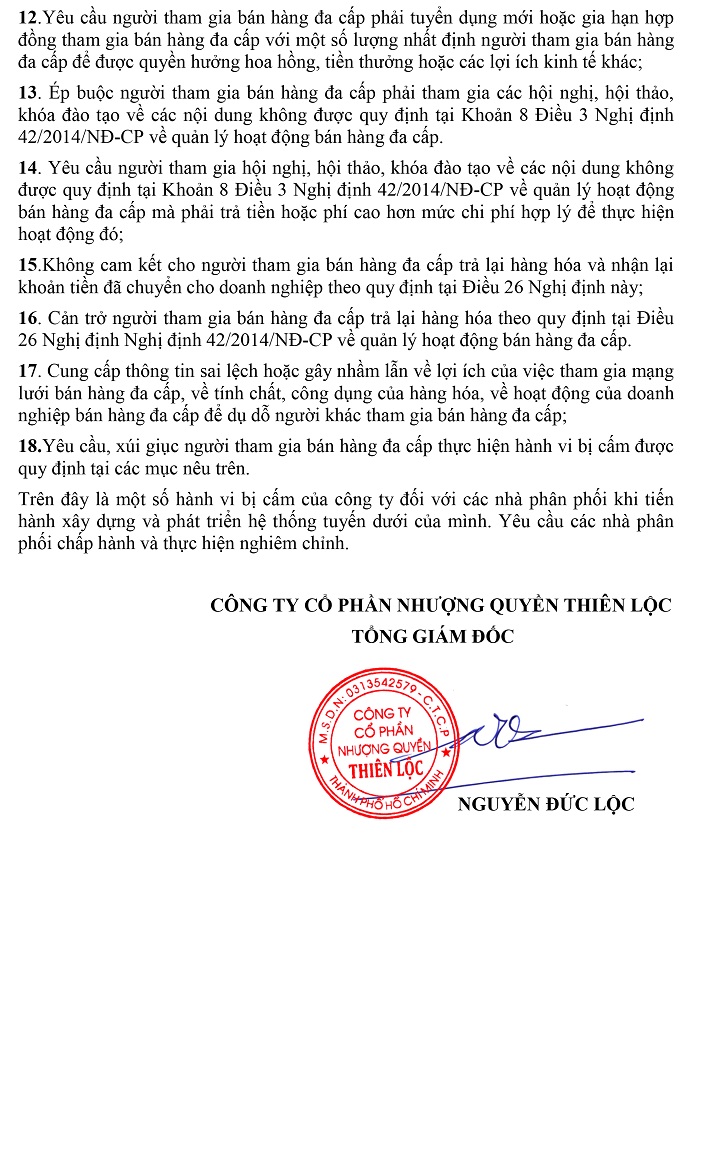 12.Yêu cầu người tham gia bán hàng đa cấp phải tuyển dụng mới hoặc gia hạn hợp
đồng tham gia bán hàng đa cấp với một số lượng nhất định người tham gia bán hàng
đa cấp để được quyền hưởng hoa hồng, tiền thưởng hoặc các lợi ích kinh tế khác;
13. Ép buộc người tham gia bán hàng đa cấp phải tham gia các hội nghị, hội thảo,
khóa đào tạo về các nội dung không được quy định tại Khoản 8 Điều 3 Nghị định
42/2014/NĐ-CP về quản lý hoạt động bán hàng đa cấp.
14. Yêu cầu người tham gia hội nghị, hội thảo, khóa đào tạo về các nội dung không
được quy định tại Khoản 8 Điều 3 Nghị định 42/2014/NĐ-CP về quản lý hoạt động
bán hàng đa cấp mà phải trả tiền hoặc phí cao hơn mức chi phí hợp lý để thực hiện
hoạt động đó;
15.Không cam kết cho người tham gia bán hàng đa cấp trả lại hàng hóa và nhận lại
khoản tiền đã chuyển cho doanh nghiệp theo quy định tại Điều 26 Nghị định này;
16. Cản trở người tham gia bán hàng đa cấp trả lại hàng hóa theo quy định tại Điều
26 Nghị định Nghị định 42/2014/NĐ-CP về quản lý hoạt động bán hàng đa cấp.
17. Cung cấp thông tin sai lệch hoặc gây nhầm lẫn về lợi ích của việc tham gia mạng
lưới bán hàng đa cấp, về tính chất, công dụng của hàng hóa, về hoạt động của doanh
nghiệp bán hàng đa cấp để dụ dỗ người khác tham gia bán hàng đa cấp;
18.Yêu cầu, xúi giục người tham gia bán hàng đa cấp thực hiện hành vi bị cấm được
quy định tại các mục nêu trên.
Trên đây là một số hành vi bị cấm của công ty đối với các nhà phân phối khi tiến
hành xây dựng và phát triển hệ thống tuyến dưới của mình. Yêu cầu các nhà phân
phối chấp hành và thực hiện nghiêm chỉnh.
CÔNG TY CỔ PHẦN NHƯỢNG QUYỀN THIÊN LỘC
TỔNG GIÁM ĐỐC
M.S.D.N: 0313542579 - C.T.C.P
CÔNG TY
CỔ PHẦN
NHƯỢNG QUYỀN
THIÊN LỘC
THÀNH PHỐ HỒ CHÍ MINH
NGUYỄN ĐỨC LỘC